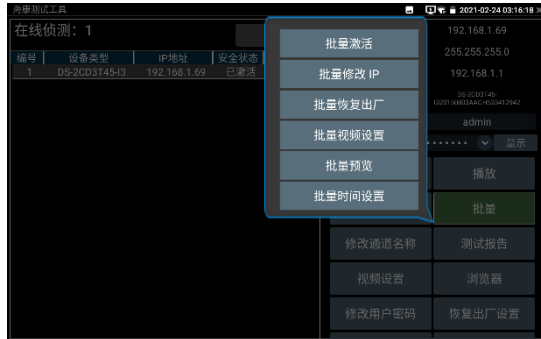 海康测试工具
2021-02-24 03:16:18
在线侦测：1
编号 设备类型 IP地址 安全状态
1 DS-2CD3T45-I3 192.168.1.69 已激活
批量激活
批量修改 IP
批量恢复出厂
批量视频设置
批量预览
批量时间设置
192.168.1.69
255.255.255.0
192.168.1.1
DS-2CD3T45-
admin
显示
播放
批量
修改通道名称 测试报告
视频设置 浏览器
修改用户密码 恢复出厂设置